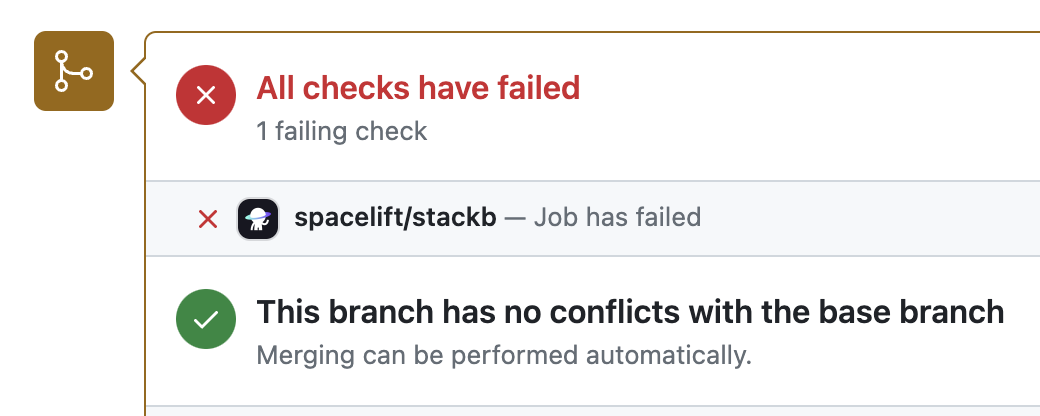 All checks have failed
1 failing check
spacelift/stackb — Job has failed
This branch has no conflicts with the base branch
Merging can be performed automatically.